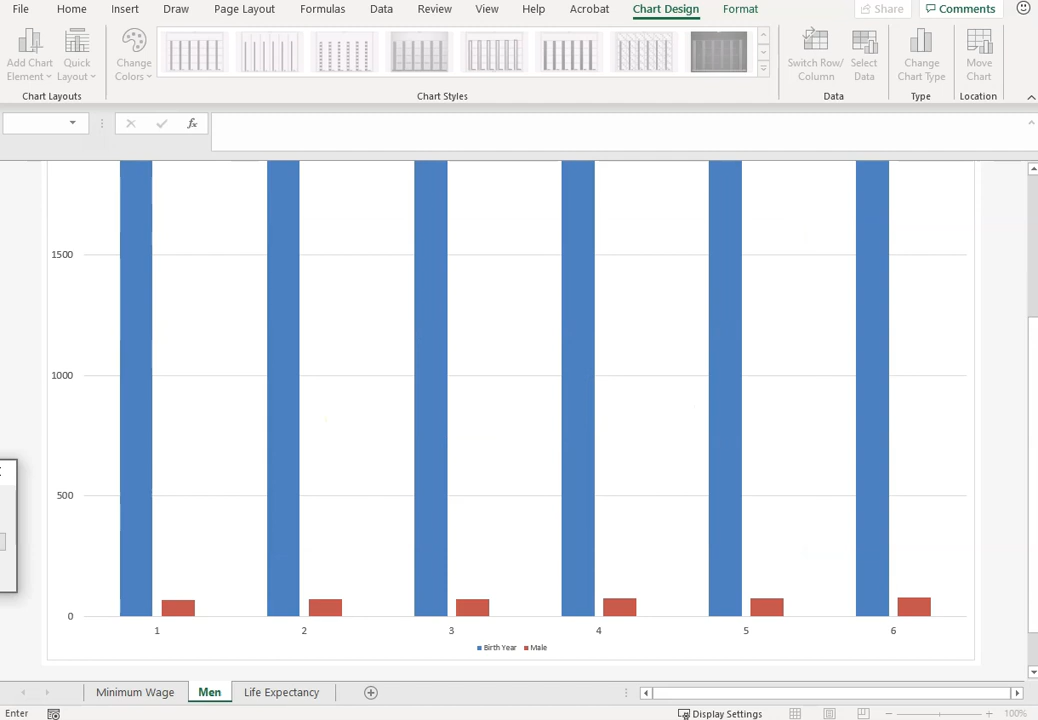 File Home Insert Draw Page Layout Formulas Data Review View Help Acrobat Chart Design Format Share Comments
Add Chart Element Quick Layout Change Colors Switch Row/ Column Select Data Change Chart Type Move Chart
Chart Layouts Chart Styles Data Type Location
fx
1500
1000
500
0
1 2 3 4 5 6
Birth Year Male
Minimum Wage Men Life Expectancy
Enter Display Settings 100%